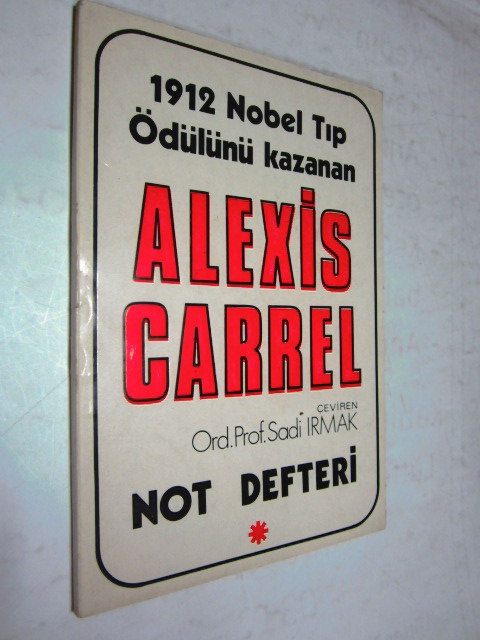 1912 Nobel Tıp
Ödülünü kazanan
ALEXİS
CARREL
ÇEVİREN
Ord.Prof.Sadi IRMAK
NOT DEFTERİ